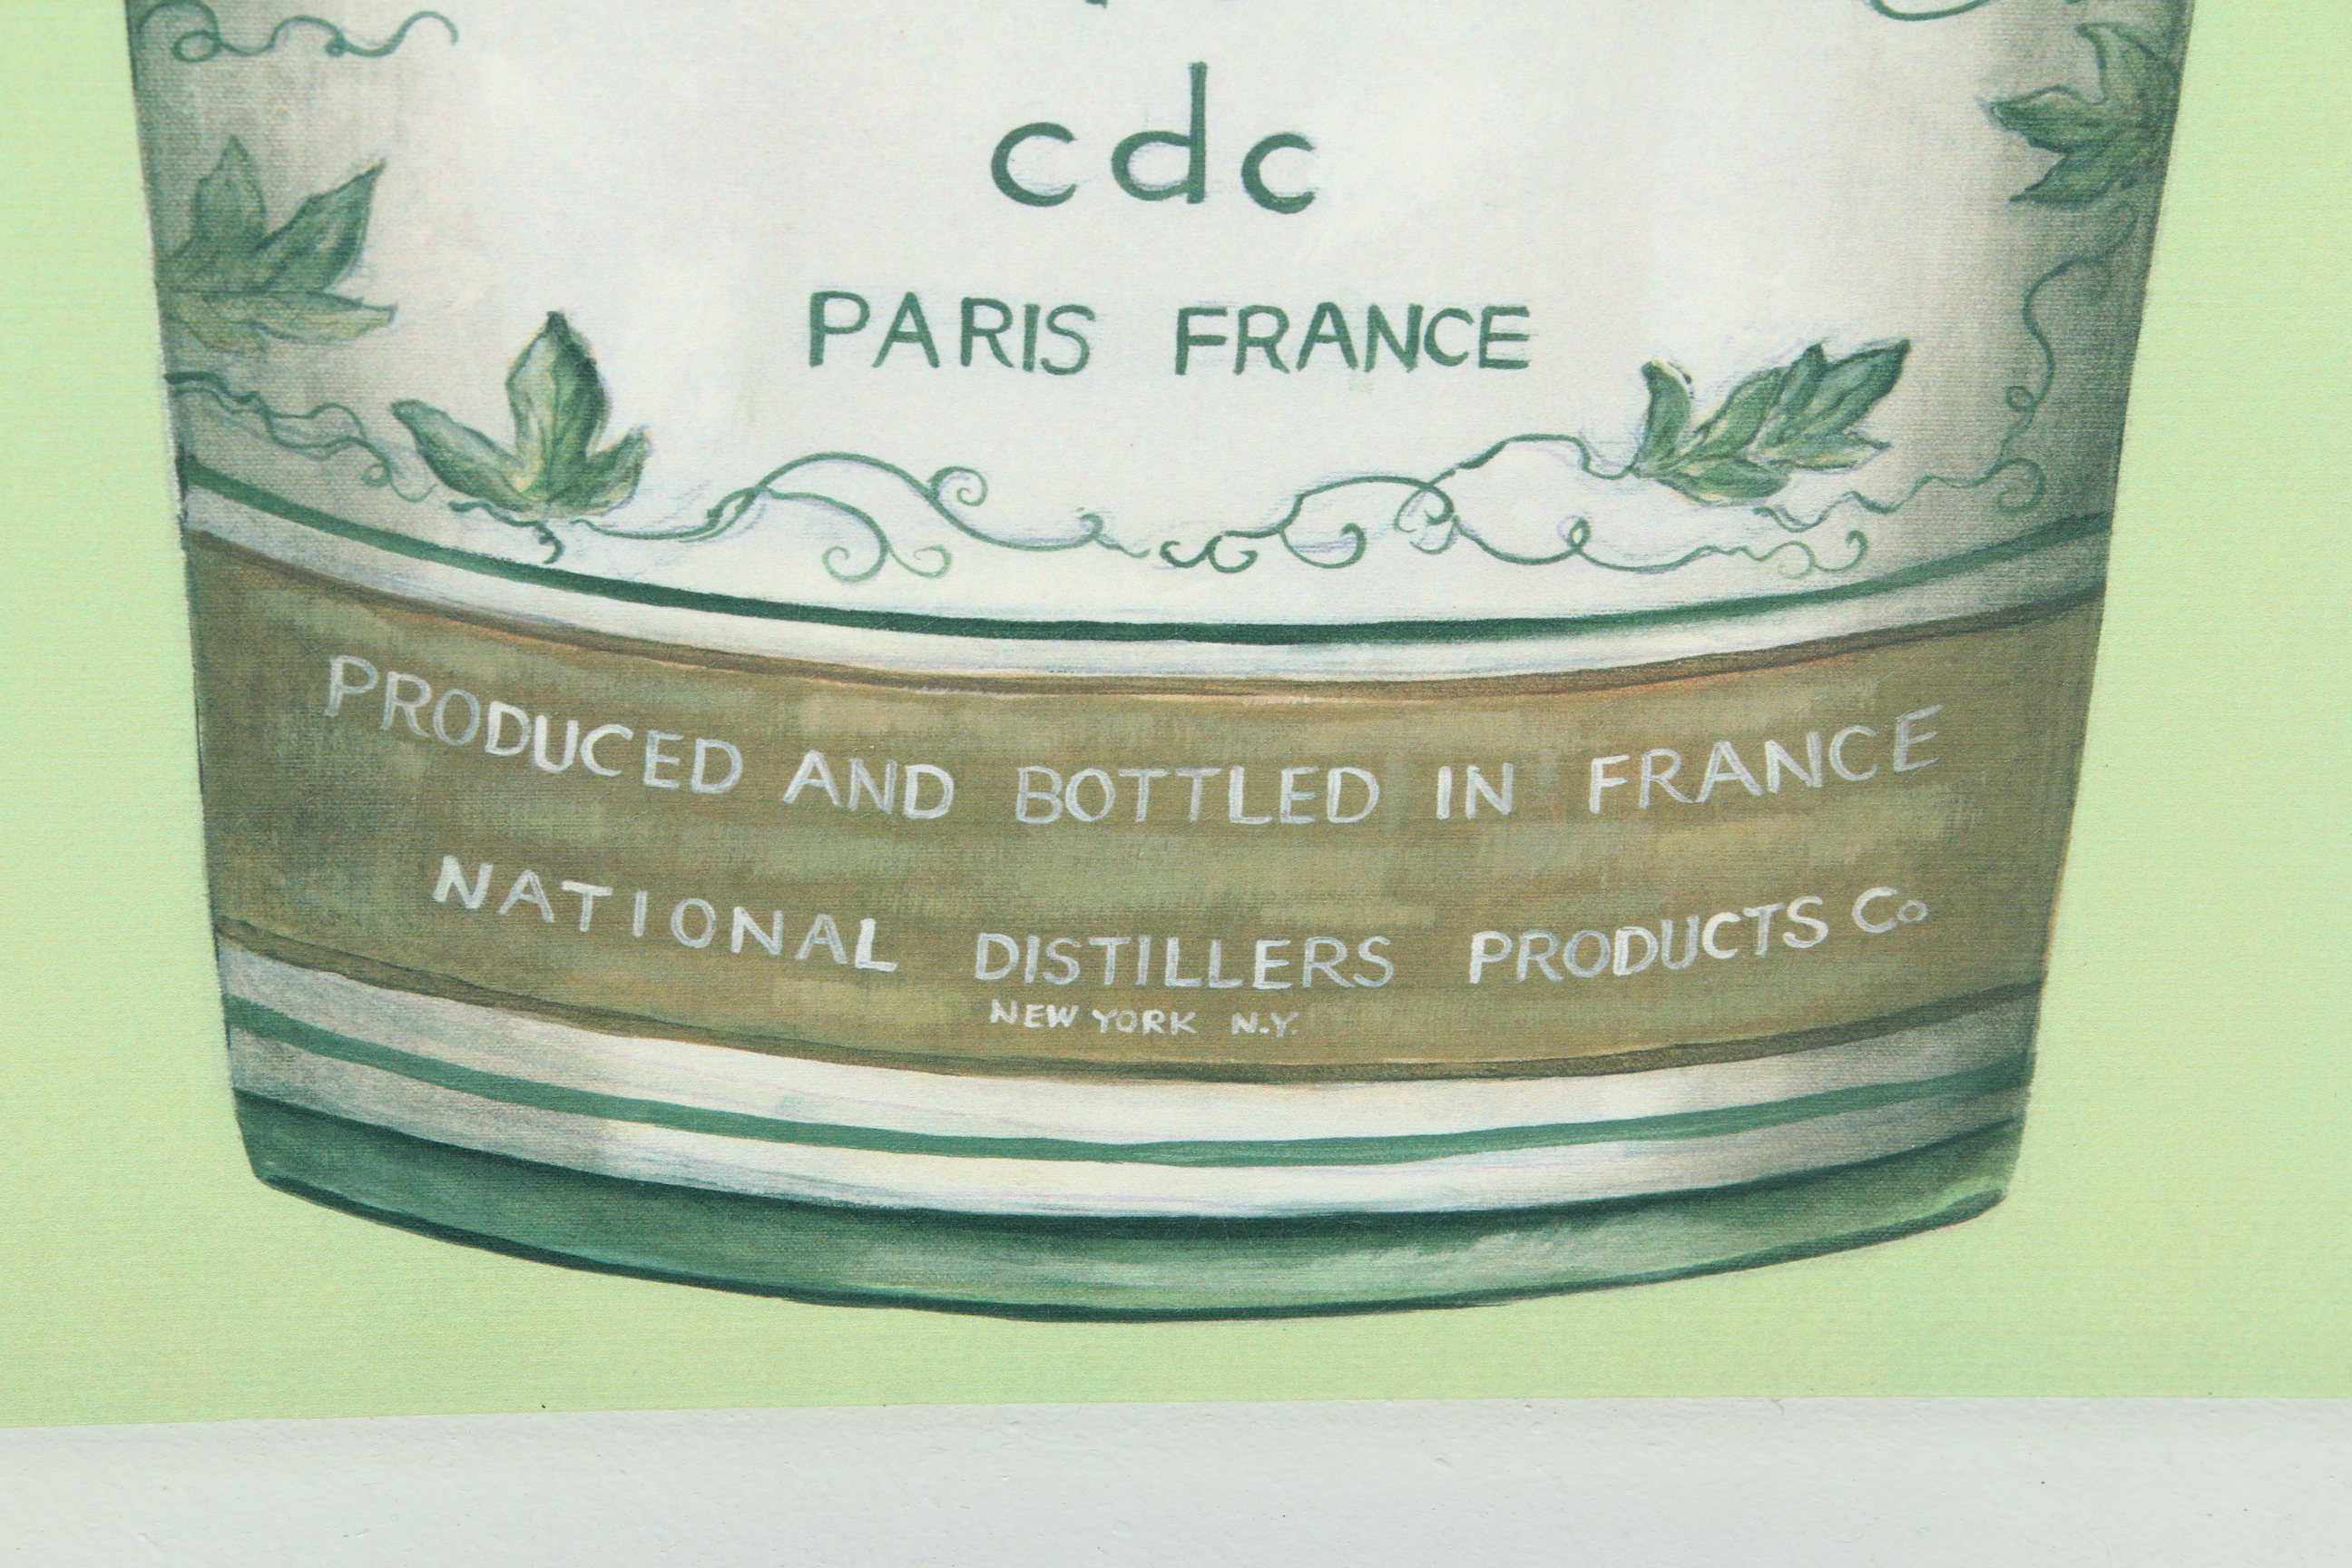 cdc
PARIS FRANCE
PRODUCED AND BOTTLED IN FRANCE
NATIONAL DISTILLERS PRODUCTS Co
NEW YORK N.Y.